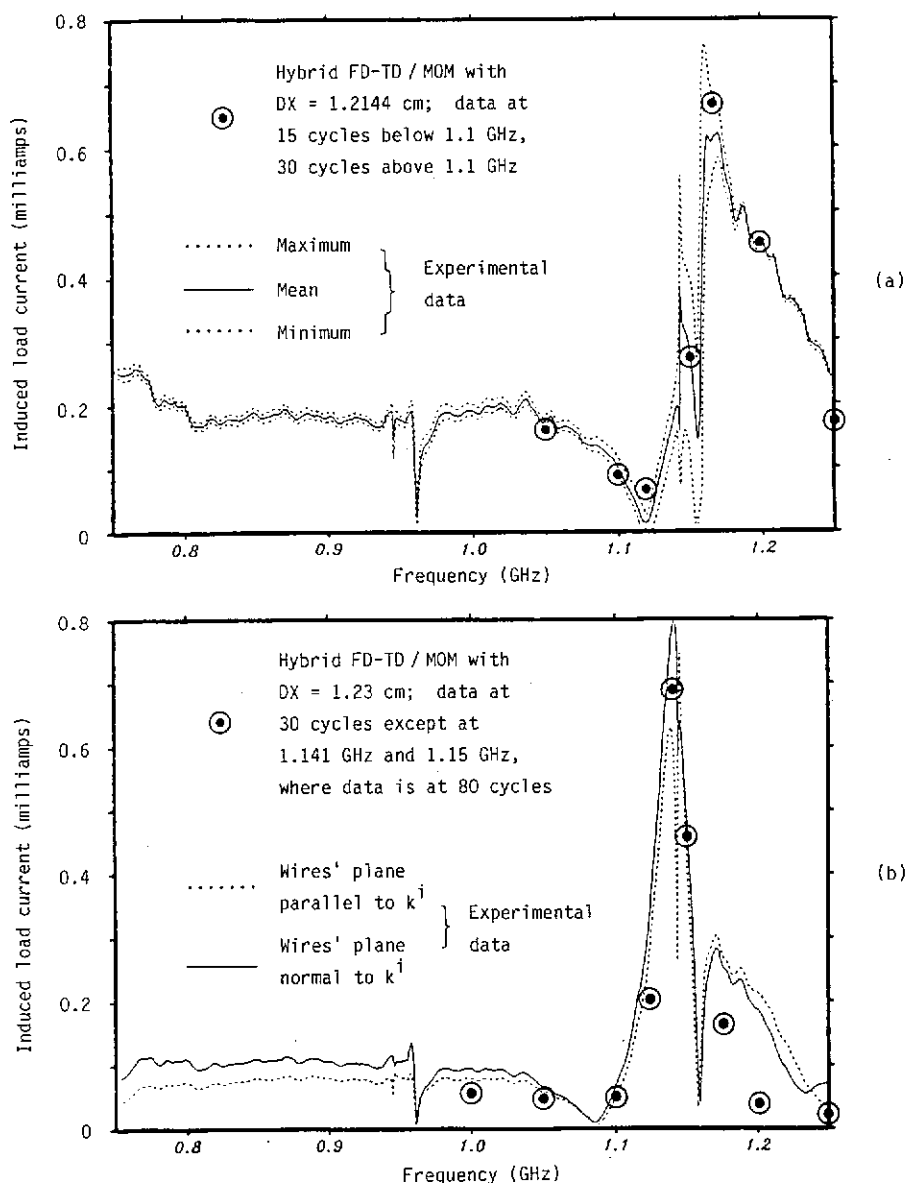 0.8
0.6
0.4
0.2
0
Induced load current (milliamps)
Hybrid FD-TD / MOM with
DX = 1.2144 cm; data at
15 cycles below 1.1 GHz,
30 cycles above 1.1 GHz
Maximum
Mean
Minimum
Experimental
data
(a)
0.8 0.9 1.0 1.1 1.2
Frequency (GHz)
0.8
0.6
0.4
0.2
0
Induced load current (milliamps)
Hybrid FD-TD / MOM with
DX = 1.23 cm; data at
30 cycles except at
1.141 GHz and 1.15 GHz,
where data is at 80 cycles
Wires' plane
parallel to kⁱ
Wires' plane
normal to kⁱ
Experimental
data
(b)
0.8 0.9 1.0 1.1 1.2
Frequency (GHz)